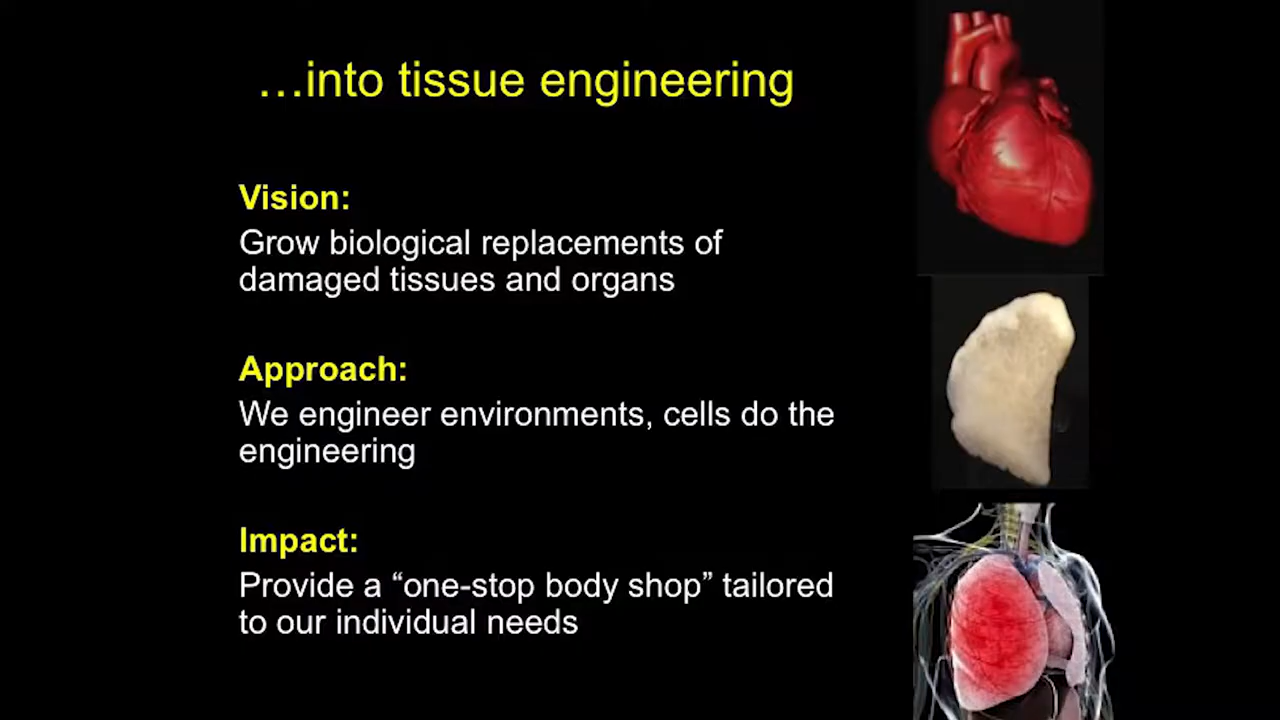 …into tissue engineering
Vision:
Grow biological replacements of
damaged tissues and organs
Approach:
We engineer environments, cells do the
engineering
Impact:
Provide a “one-stop body shop” tailored
to our individual needs